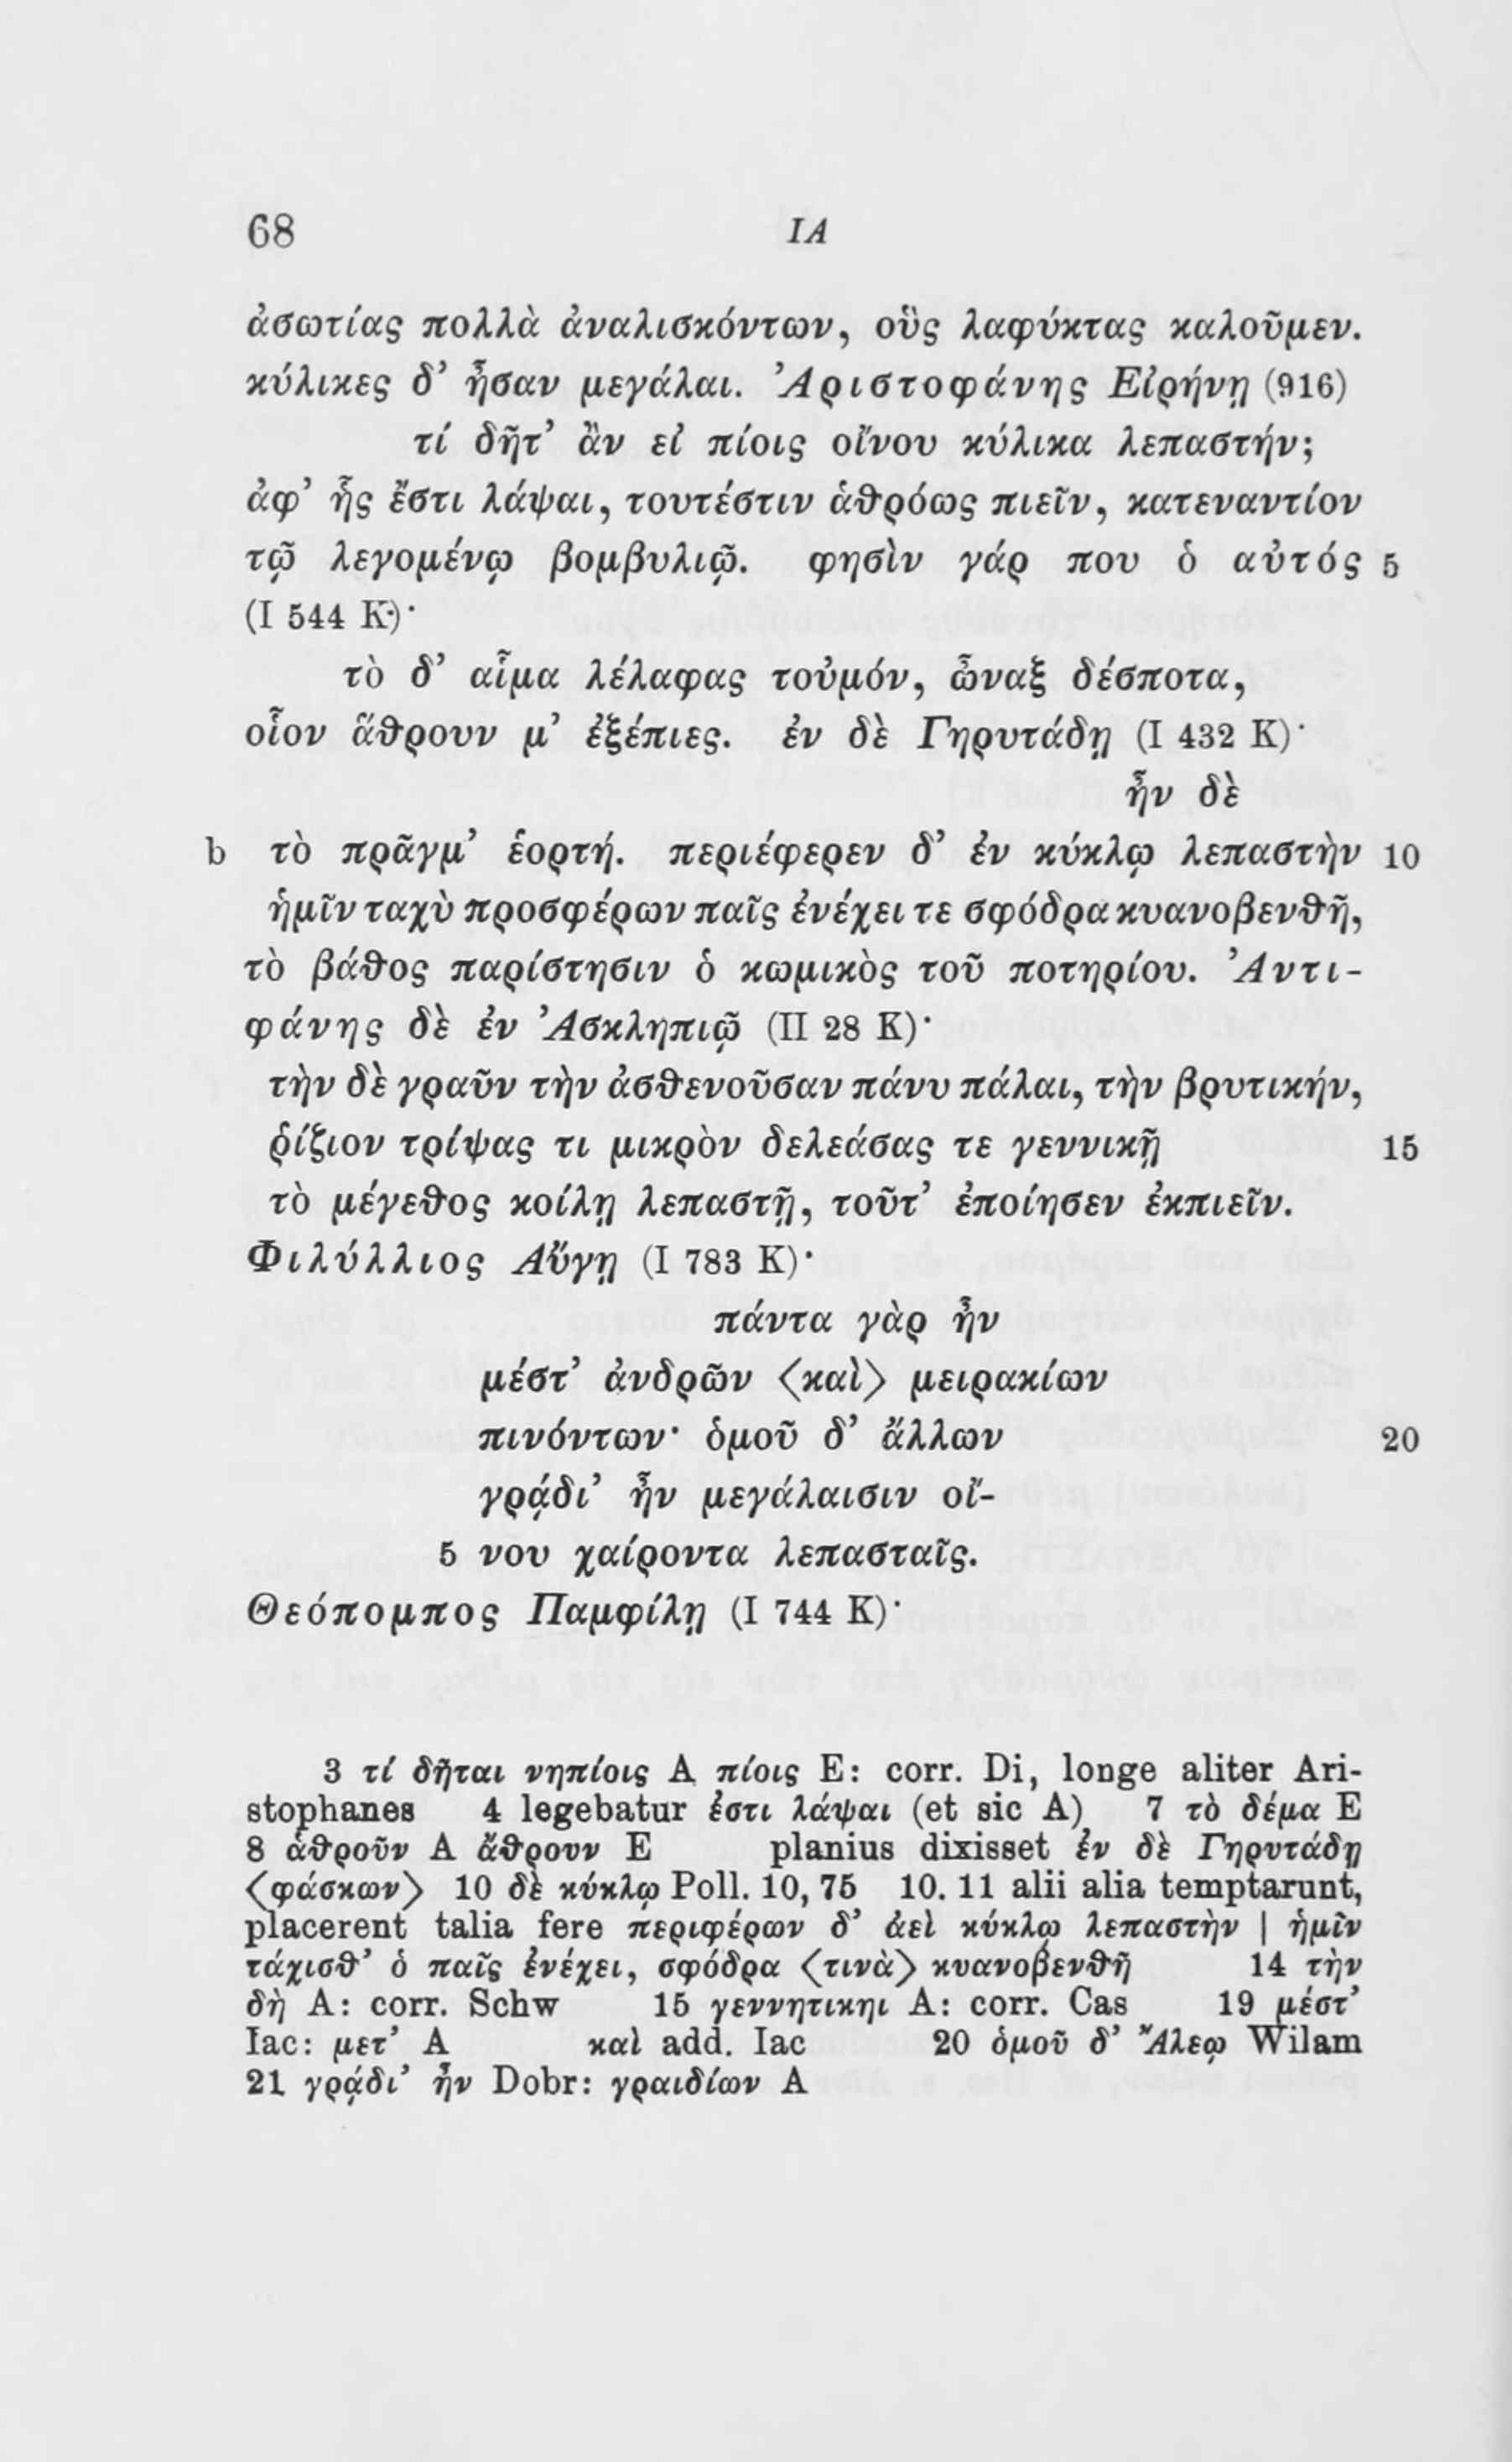 68 ΙΑ
ἀσωτίας πολλὰ ἀναλισκόντων, οὓς λαφύκτας καλοῦμεν.
κύλικες δ’ ἦσαν μεγάλαι. Ἀριστοφάνης Εἰρήνῃ (916)
τί δῆτ’ ἂν εἰ πίοις οἴνου κύλικα λεπαστήν;
ἀφ’ ἧς ἔστι λάψαι, τουτέστιν ἁθρόως πιεῖν, κατεναντίον
τῷ λεγομένῳ βομβυλιῷ. φησὶν γάρ που ὁ αὐτός 5
(I 544 K)·
τὸ δ’ αἷμα λέλαφας τοὐμόν, ὦναξ δέσποτα,
οἷον ἅθρουν μ’ ἐξέπιες. ἐν δὲ Γηρυτάδῃ (I 432 K)·
ἦν δὲ
b τὸ πρᾶγμ’ ἑορτή. περιέφερεν δ’ ἐν κύκλῳ λεπαστὴν 10
ἡμῖν ταχὺ προσφέρων παῖς ἐνέχει τε σφόδρα κυανοβενθῆ,
τὸ βάθος παρίστησιν ὁ κωμικὸς τοῦ ποτηρίου. Ἀντι-
φάνης δὲ ἐν Ἀσκληπιῷ (II 28 K)·
τὴν δὲ γραῦν τὴν ἀσθενοῦσαν πάνυ πάλαι, τὴν βρυτικήν,
ῥίζιον τρίψας τι μικρὸν δελεάσας τε γεννικῇ 15
τὸ μέγεθος κοίλῃ λεπαστῇ, τοῦτ’ ἐποίησεν ἐκπιεῖν.
Φιλύλλιος Αὔγῃ (I 783 K)·
πάντα γὰρ ἦν
μέστ’ ἀνδρῶν 〈καὶ〉 μειρακίων
πινόντων· ὁμοῦ δ’ ἄλλων 20
γρᾴδι’ ἦν μεγάλαισιν οἴ-
5 νου χαίροντα λεπασταῖς.
Θεόπομπος Παμφίλῃ (I 744 K)·
3 τί δῆται νηπίοις A πίοις E: corr. Di, longe aliter Ari-
stophanes 4 legebatur ἐστι λάψαι (et sic A) 7 τὸ δέμα E
8 ἁθροῦν A ἄθρουν E planius dixisset ἐν δὲ Γηρυτάδῃ
〈φάσκων〉 10 δὲ κύκλῳ Poll. 10, 75 10. 11 alii alia temptarunt,
placerent talia fere περιφέρων δ’ ἀεὶ κύκλῳ λεπαστὴν | ἡμῖν
τάχισθ’ ὁ παῖς ἐνέχει, σφόδρα 〈τινὰ〉 κυανοβενθῆ 14 τὴν
δὴ A: corr. Schw 15 γεννητικηι A: corr. Cas 19 μέστ’
Iac: μετ’ A καὶ add. Iac 20 ὁμοῦ δ’ Ἄλεῳ Wilam
21 γρᾴδι’ ἦν Dobr: γραιδίων A